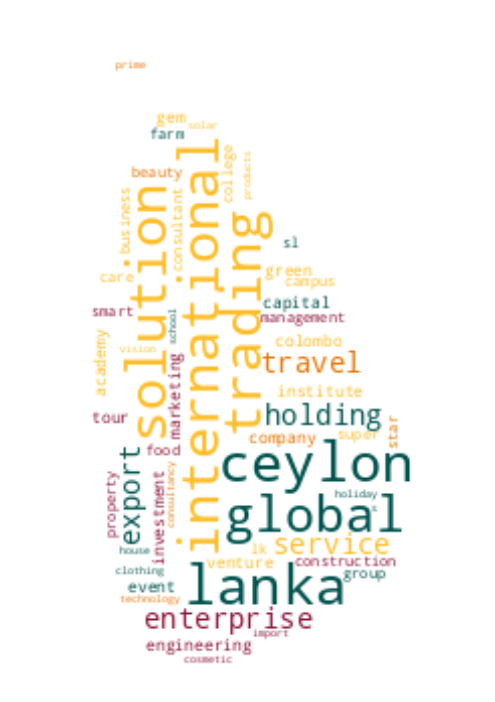 prime
gem
solar
farm
college
products
beauty
international
solution
business
consultant
trading
sl
care
green
campus
capital
smart
school
management
academy
colombo
vision
marketing
travel
institute
tour
holding
star
super
company
food
export
ceylon
property
investment
consultancy
holiday
s
global
house
lk
service
venture
construction
clothing
group
event
lanka
technology
enterprise
import
engineering
cosmetic